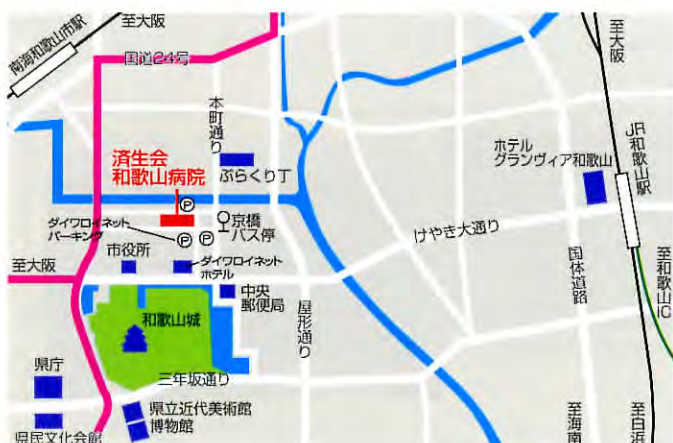 至大阪
南海和歌山市駅
国道24号
至大阪
本町通り
済生会
和歌山病院
ぶらくり丁
ホテル
グランヴィア和歌山
JR和歌山駅
P
ダイワロイネット
パーキング
P
P
京橋
バス停
けやき大通り
市役所
至大阪
ダイワロイネット
ホテル
国体道路
至和歌山IC
中央
郵便局
和歌山城
屋形通り
県庁
三年坂通り
県立近代美術館
博物館
県民文化会館
至海南
至白浜